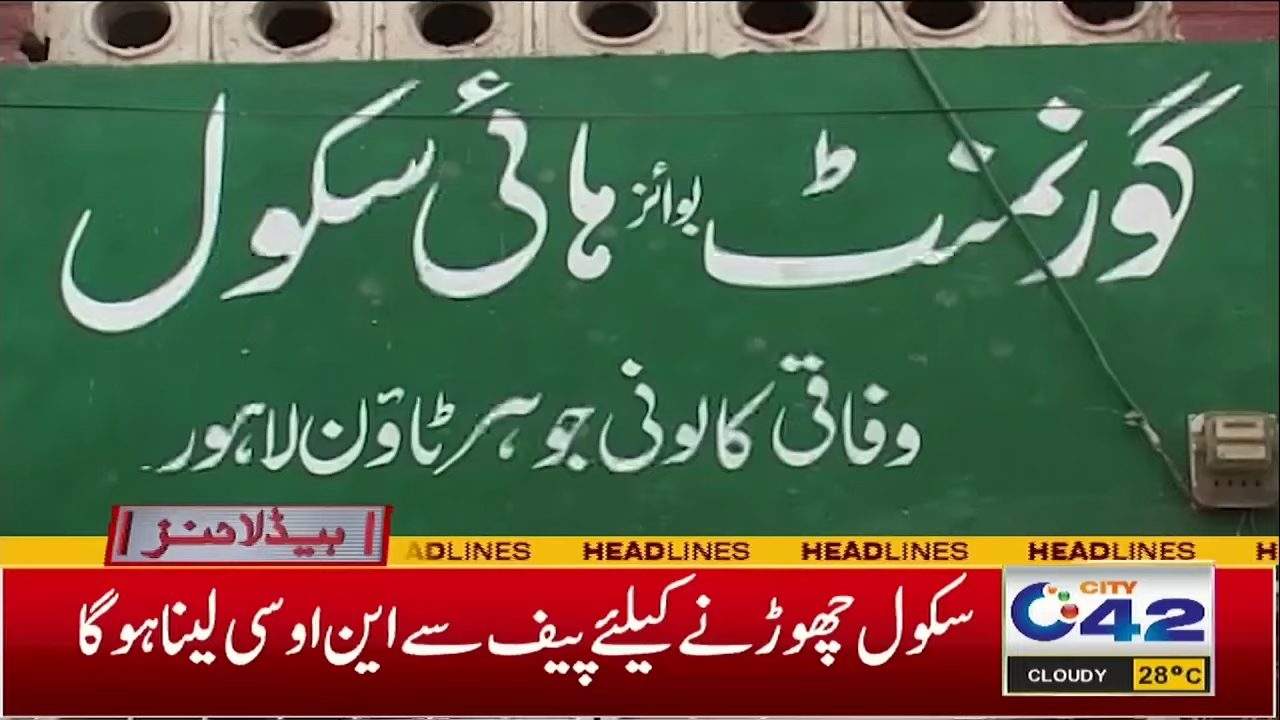 گورنمنٹ بوائز ہائی سکول
وفاقی کالونی جوہر ٹاؤن لاہور
ہیڈلائنز
ADLINES HEADLINES HEADLINES HEADLINES H
سکول چھوڑنے کیلئے پیف سے این او سی لینا ہوگا
CITY
42
CLOUDY 28°C